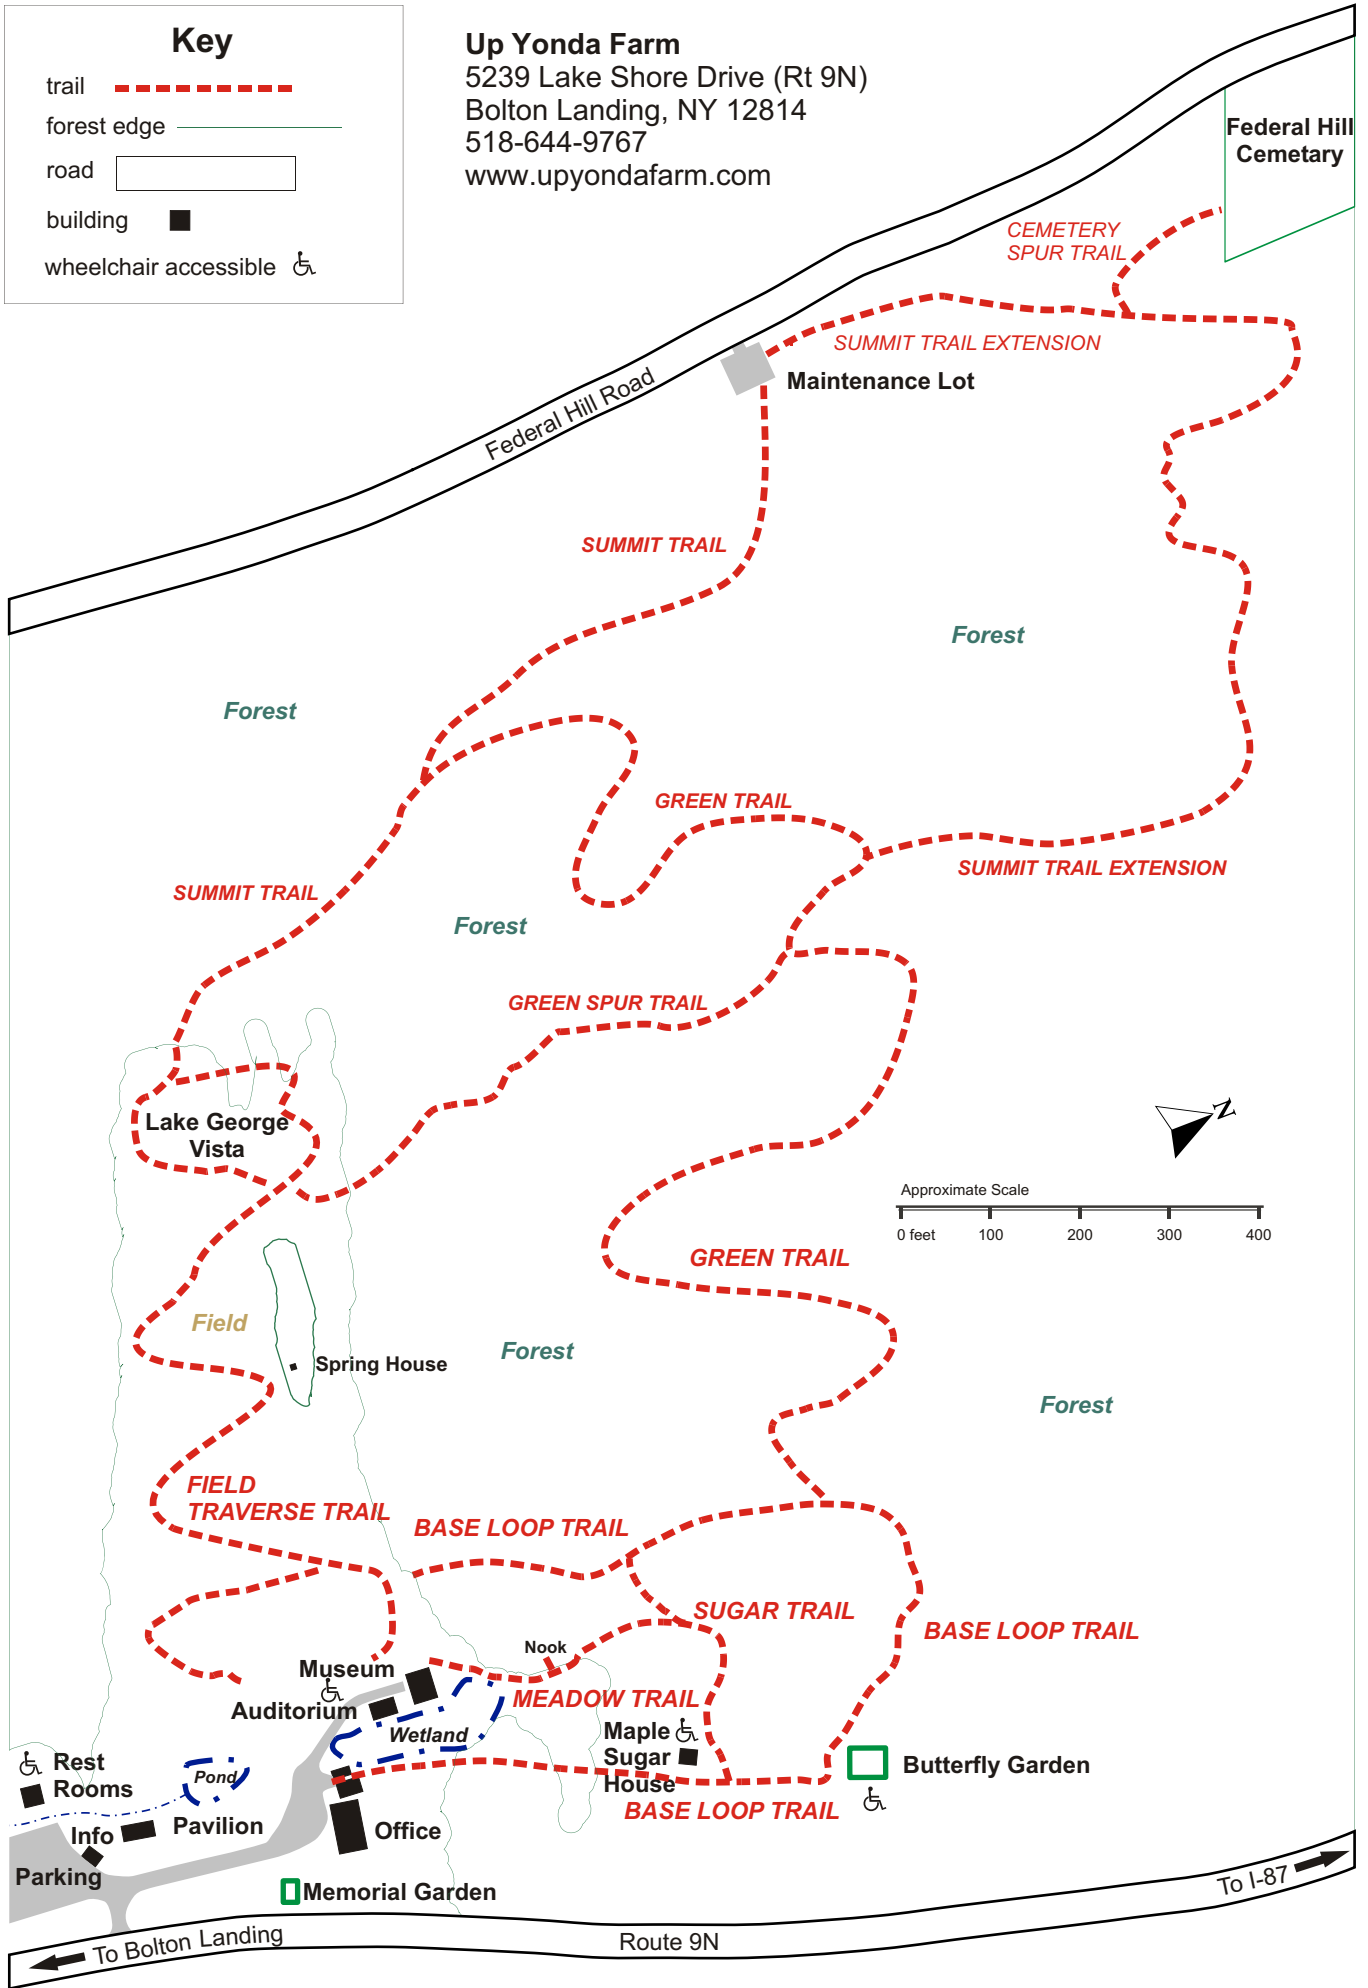 Key
trail
forest edge
road
building
wheelchair accessible
Up Yonda Farm
5239 Lake Shore Drive (Rt 9N)
Bolton Landing, NY 12814
518-644-9767
www.upyondafarm.com
Federal Hill
Cemetary
CEMETERY
SPUR TRAIL
SUMMIT TRAIL EXTENSION
Maintenance Lot
Federal Hill Road
SUMMIT TRAIL
Forest
Forest
GREEN TRAIL
SUMMIT TRAIL EXTENSION
SUMMIT TRAIL
Forest
GREEN SPUR TRAIL
Lake George
Vista
N
Approximate Scale
0 feet 100 200 300 400
GREEN TRAIL
Field
Forest
Spring House
Forest
FIELD
TRAVERSE TRAIL
BASE LOOP TRAIL
SUGAR TRAIL
BASE LOOP TRAIL
Nook
Museum
MEADOW TRAIL
Auditorium
Wetland
Maple
Sugar
House
Rest
Rooms
Pond
Butterfly Garden
BASE LOOP TRAIL
Info
Pavilion
Office
Parking
Memorial Garden
To I-87
To Bolton Landing
Route 9N